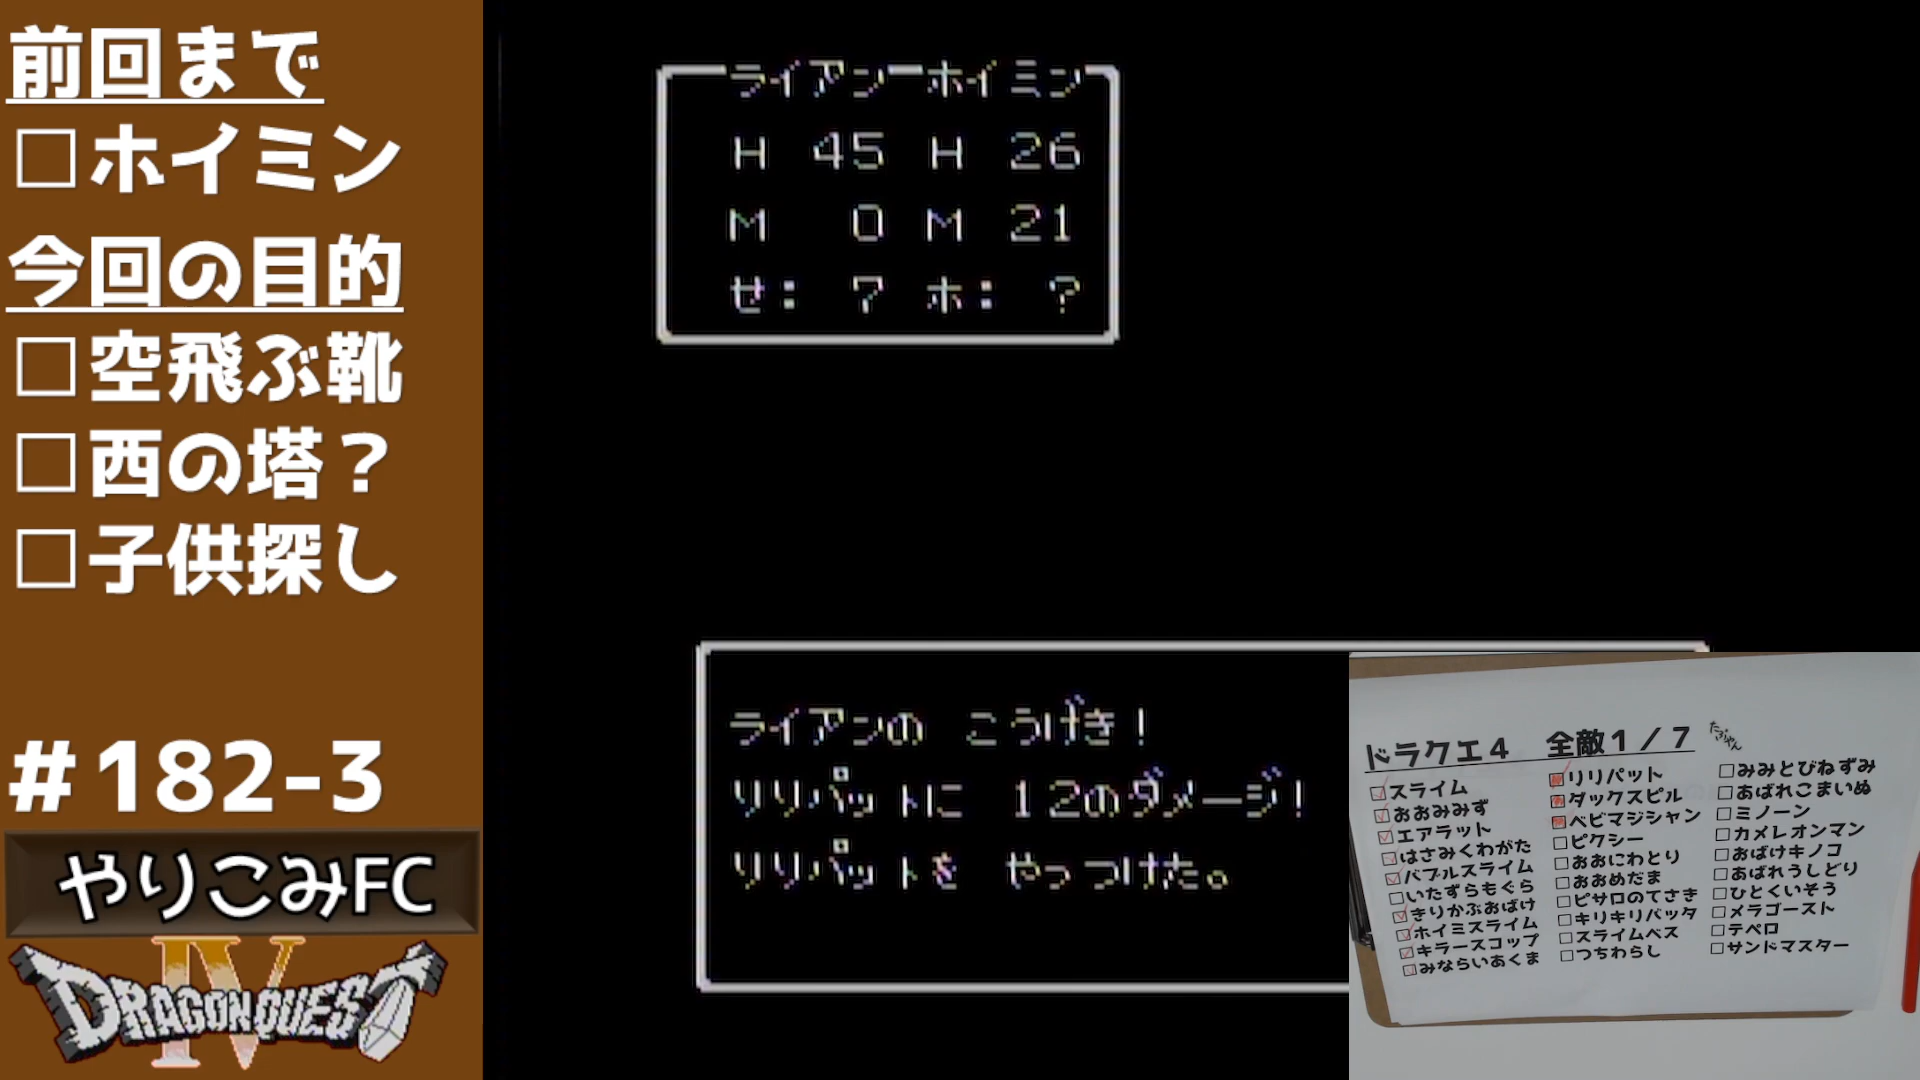 前回まで
□ホイミン
今回の目的
□空飛ぶ靴
□西の塔？
□子供探し
#182-3
やりこみFC
IV
DRAGON QUEST
ライアン ホイミン
H 45 H 26
M 0 M 21
せ: 7 ホ: ?
ライアンの こうげき!
リリパットに 12のダメージ!
リリパットを やっつけた。
ドラクエ4 全敵1/7
スライム
おおみみず
エアラット
はさみくわがた
バブルスライム
いたずらもぐら
きりかぶおばけ
ホイミスライム
キラースコップ
みならいあくま
リリパット
ダックスビル
ベビマジシャン
ピクシー
おおにわとり
おおめだま
ピサロのてさき
キリキリバッタ
スライムベス
つちわらし
みみとびねずみ
あばれこまいぬ
ミノーン
カメレオンマン
おばけキノコ
あばれうしどり
ひとくいそう
メラゴースト
テペロ
サンドマスター